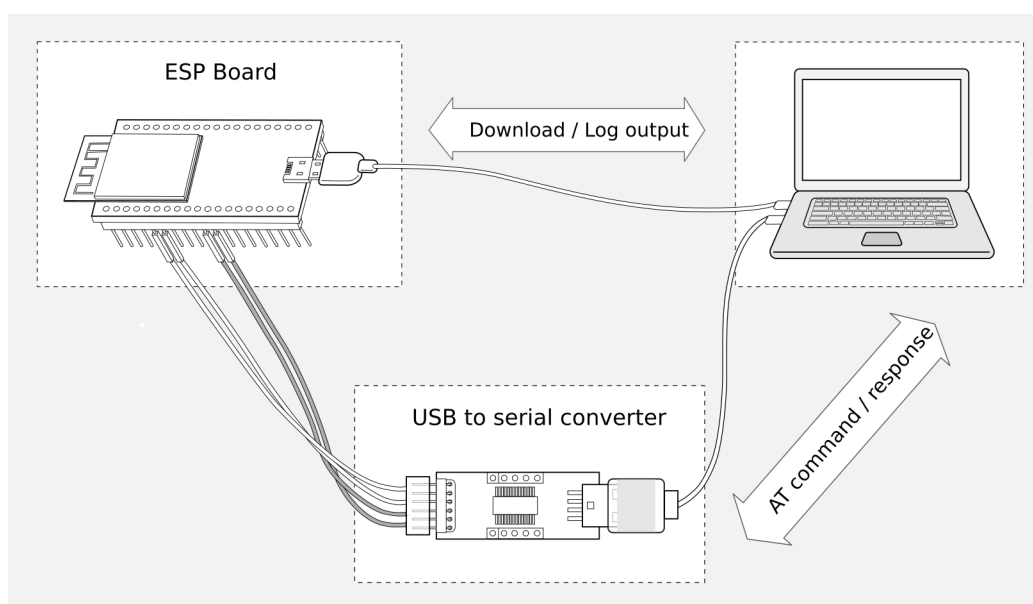 ESP Board
Download / Log output
USB to serial converter
AT command / response